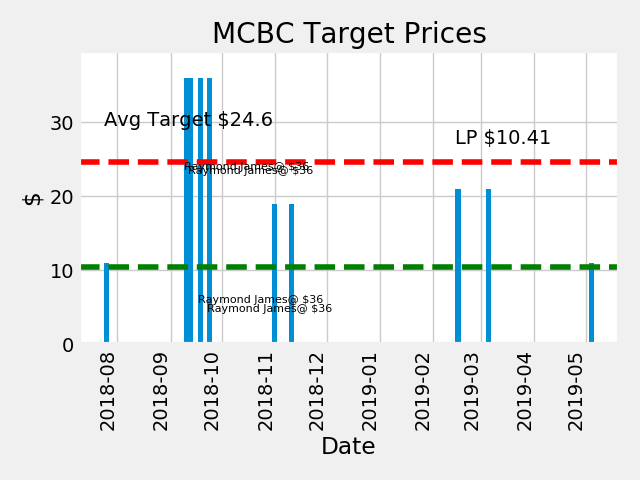 MCBC Target Prices
Avg Target $24.6
LP $10.41
Raymond James@ $36
Raymond James@ $36
Raymond James@ $36
Raymond James@ $36
$
30
20
10
0
2018-08
2018-09
2018-10
2018-11
2018-12
2019-01
2019-02
2019-03
2019-04
2019-05
Date